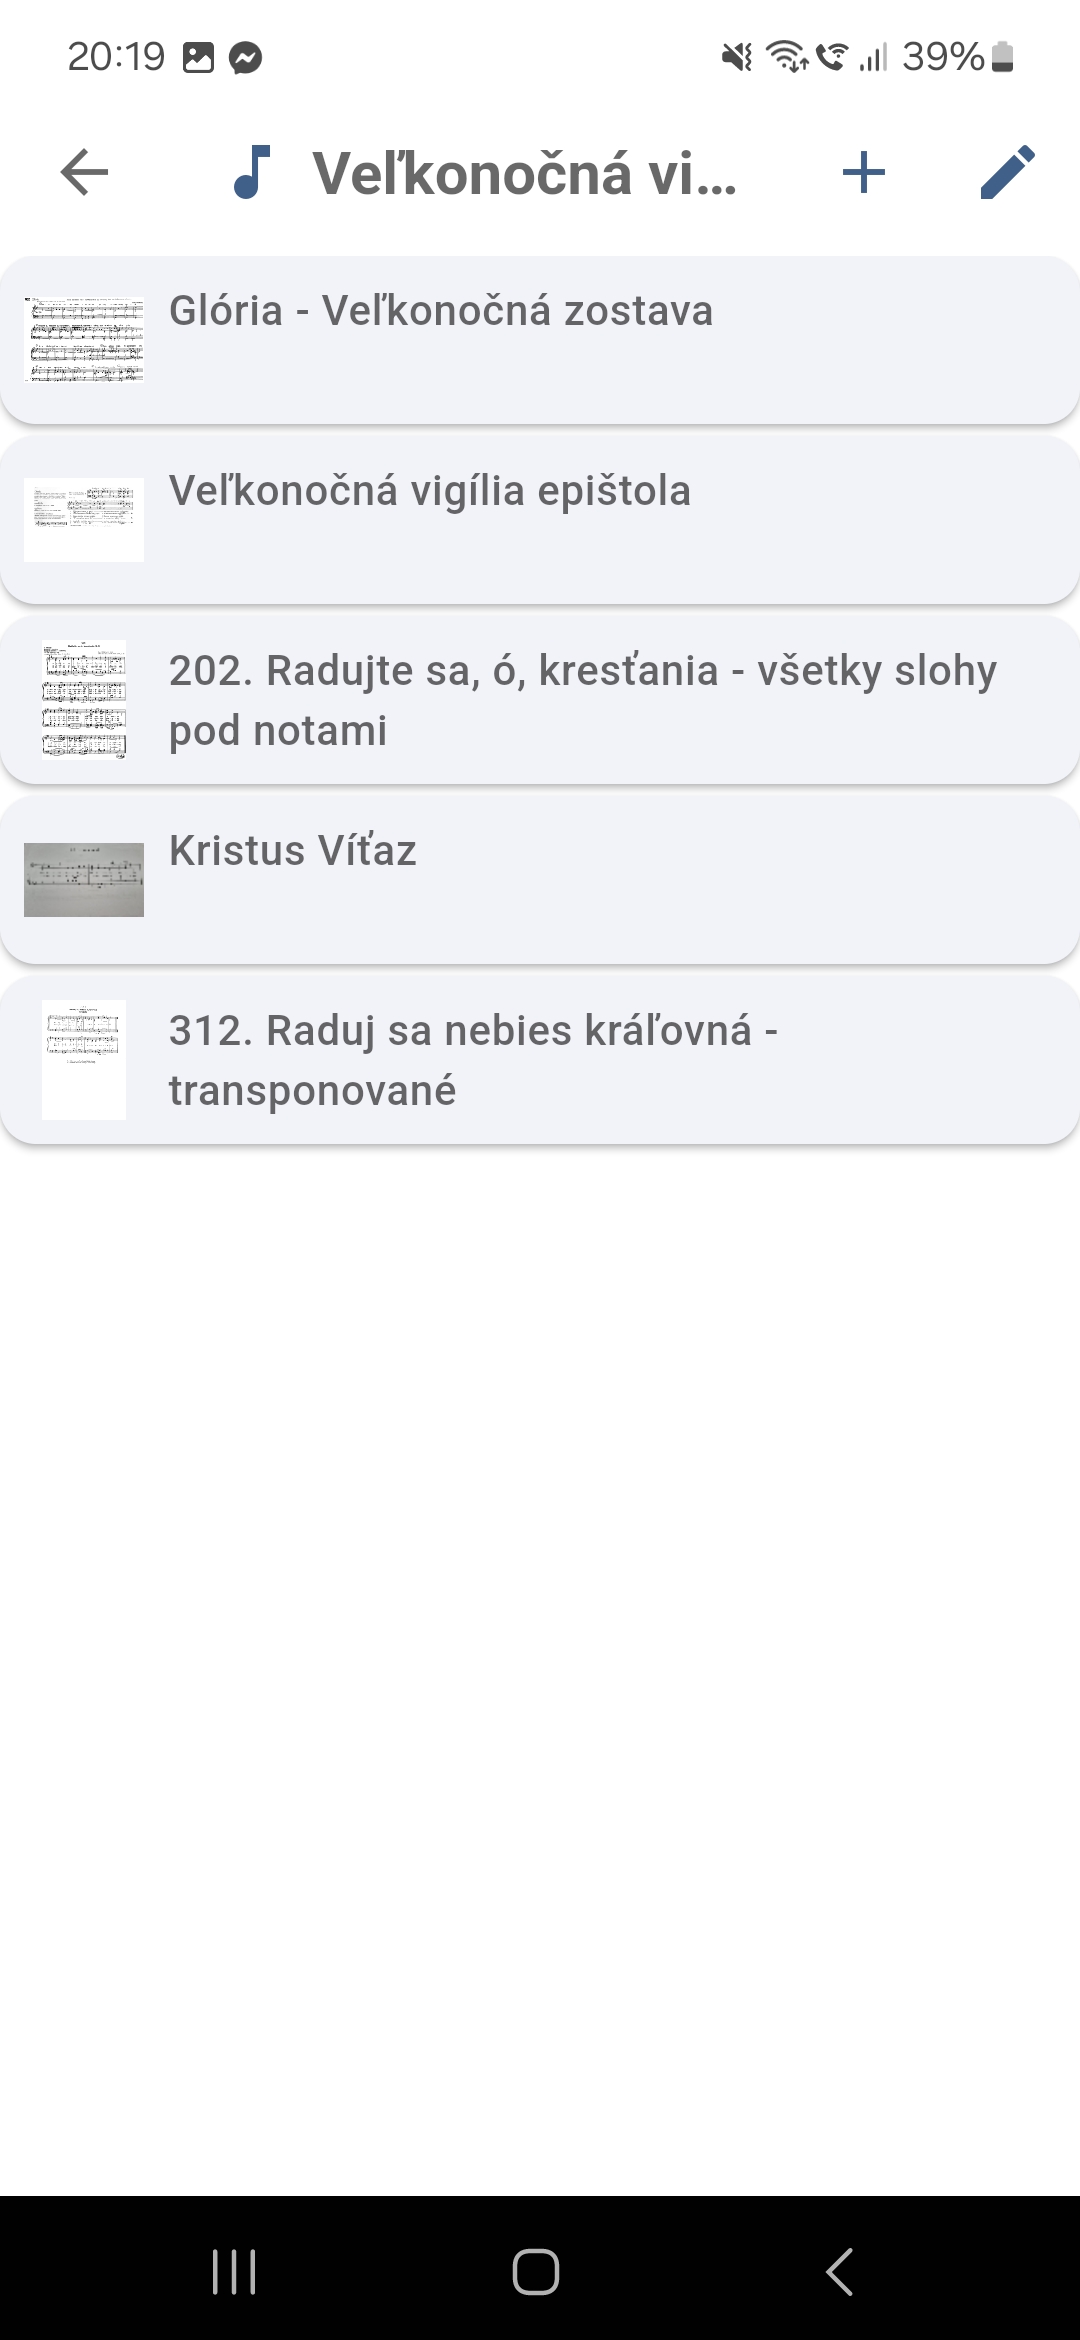 20:19 39%
Veľkonočná vi...
Glória - Veľkonočná zostava
Veľkonočná vigília epištola
202. Radujte sa, ó, kresťania - všetky slohy
pod notami
Kristus Víťaz
312. Raduj sa nebies kráľovná -
transponované